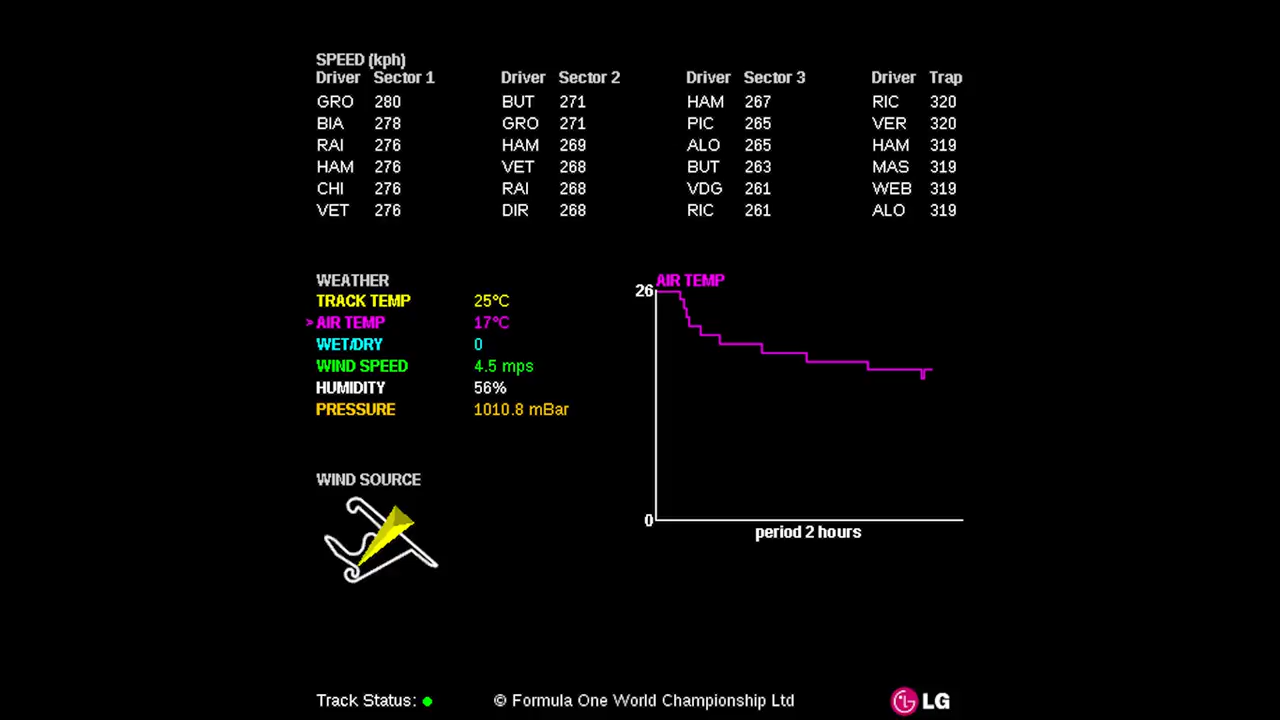 SPEED (kph)
Driver Sector 1 Driver Sector 2 Driver Sector 3 Driver Trap
GRO 280 BUT 271 HAM 267 RIC 320
BIA 278 GRO 271 PIC 265 VER 320
RAI 276 HAM 269 ALO 265 HAM 319
HAM 276 VET 268 BUT 263 MAS 319
CHI 276 RAI 268 VDG 261 WEB 319
VET 276 DIR 268 RIC 261 ALO 319
WEATHER
TRACK TEMP 25°C
> AIR TEMP 17°C
WET/DRY 0
WIND SPEED 4.5 mps
HUMIDITY 56%
PRESSURE 1010.8 mBar
AIR TEMP
26
0
period 2 hours
WIND SOURCE
Track Status: © Formula One World Championship Ltd LG